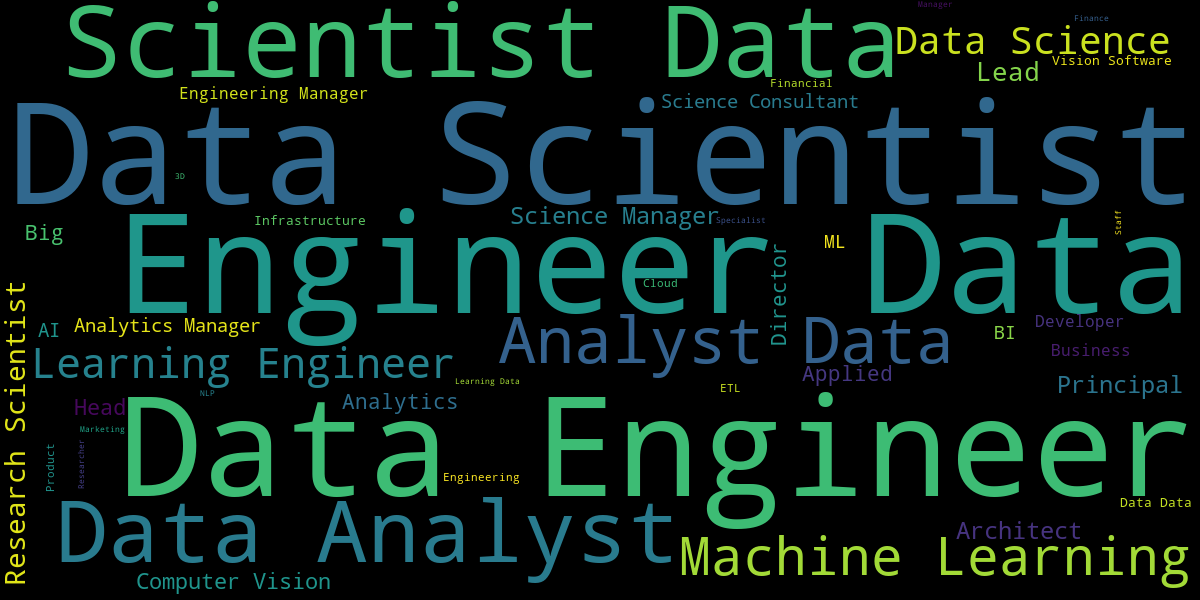 Manager
Scientist Data
Finance
Data Science
Vision Software
Lead
Financial
Engineering Manager
Science Consultant
Data Scientist
3D
Science Manager
Specialist
Infrastructure
Big
Staff
Engineer Data
ML
Director
Cloud
Research Scientist
AI
Analytics Manager
Analyst Data
BI
Developer
Business
Learning Engineer
Applied
Principal
Learning Data
ETL
NLP
Analytics
Head
Data Engineer
Marketing
Product
Researcher
Engineering
Data Data
Data Analyst
Architect
Machine Learning
Computer Vision